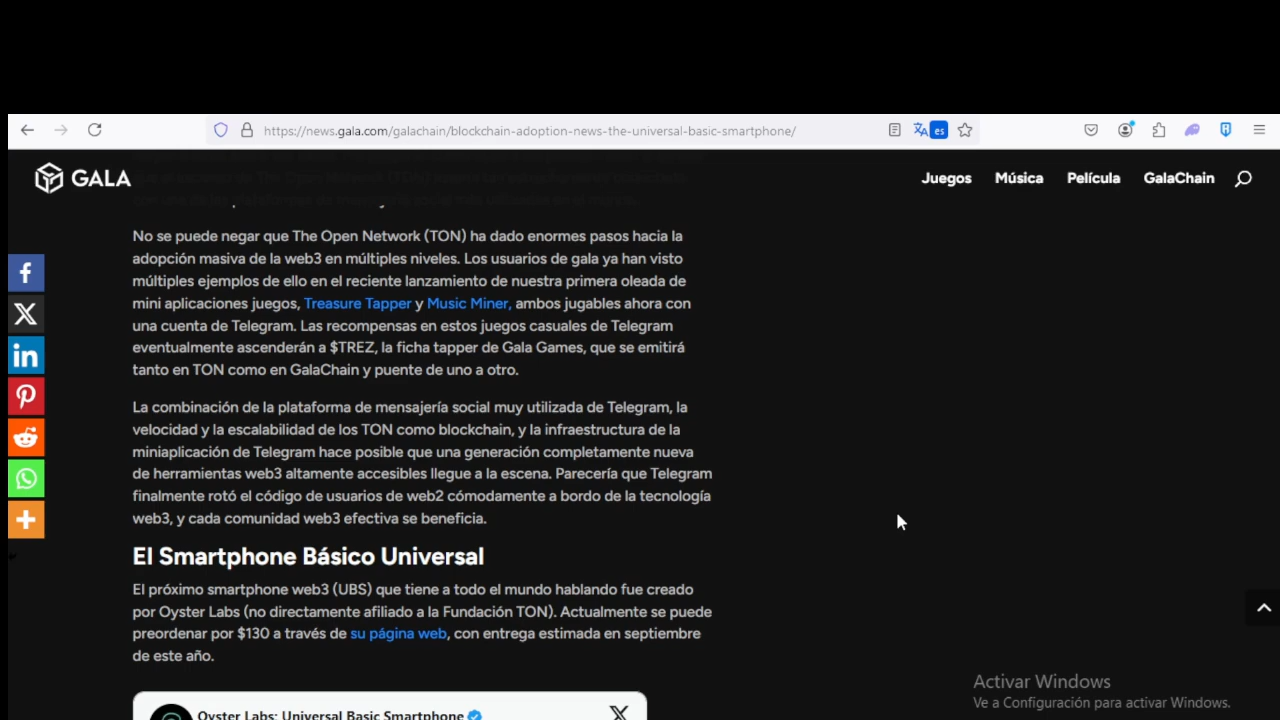 https://news.gala.com/galachain/blockchain-adoption-news-the-universal-basic-smartphone/
es
GALA
Juegos
Música
Película
GalaChain
No se puede negar que The Open Network (TON) ha dado enormes pasos hacia la
adopción masiva de la web3 en múltiples niveles. Los usuarios de gala ya han visto
múltiples ejemplos de ello en el reciente lanzamiento de nuestra primera oleada de
mini aplicaciones juegos, Treasure Tapper y Music Miner, ambos jugables ahora con
una cuenta de Telegram. Las recompensas en estos juegos casuales de Telegram
eventualmente ascenderán a $TREZ, la ficha tapper de Gala Games, que se emitirá
tanto en TON como en GalaChain y puente de uno a otro.
La combinación de la plataforma de mensajería social muy utilizada de Telegram, la
velocidad y la escalabilidad de los TON como blockchain, y la infraestructura de la
miniaplicación de Telegram hace posible que una generación completamente nueva
de herramientas web3 altamente accesibles llegue a la escena. Parecería que Telegram
finalmente rotó el código de usuarios de web2 cómodamente a bordo de la tecnología
web3, y cada comunidad web3 efectiva se beneficia.
El Smartphone Básico Universal
El próximo smartphone web3 (UBS) que tiene a todo el mundo hablando fue creado
por Oyster Labs (no directamente afiliado a la Fundación TON). Actualmente se puede
preordenar por $130 a través de su página web, con entrega estimada en septiembre
de este año.
Oyster Labs: Universal Basic Smartphone
Activar Windows
Ve a Configuración para activar Windows.